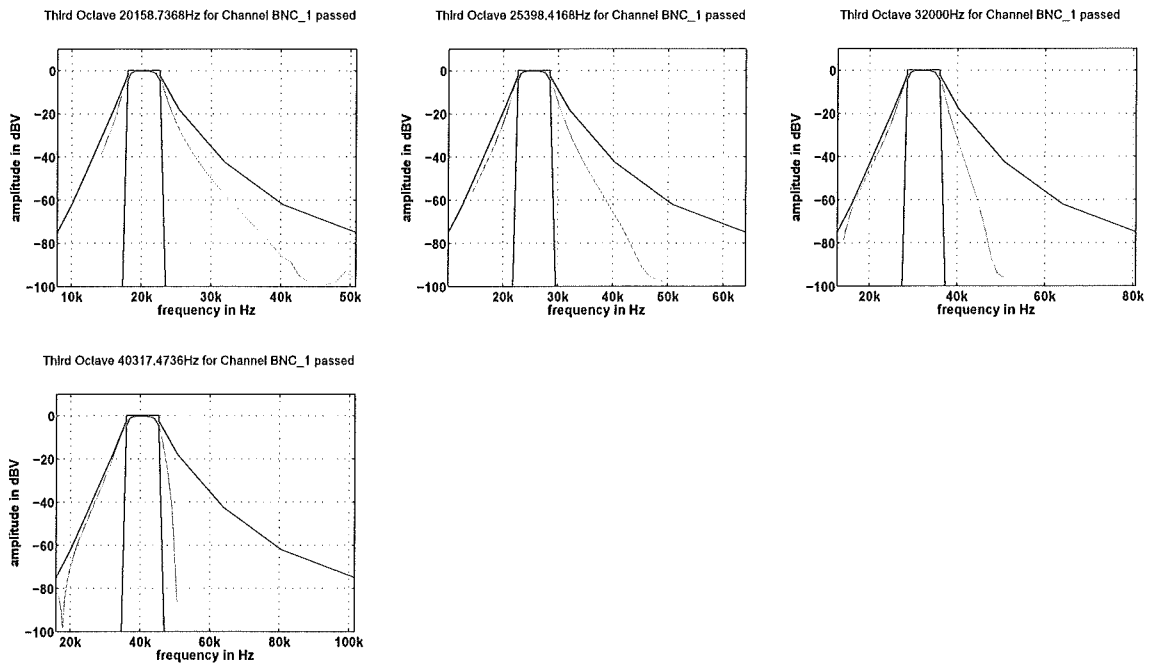 Third Octave 20158.7368Hz for Channel BNC_1 passed
amplitude in dBV
0
−20
−40
−60
−80
−100
10k 20k 30k 40k 50k
frequency in Hz
Third Octave 25398.4168Hz for Channel BNC_1 passed
amplitude in dBV
0
−20
−40
−60
−80
−100
20k 30k 40k 50k 60k
frequency in Hz
Third Octave 32000Hz for Channel BNC_1 passed
amplitude in dBV
0
−20
−40
−60
−80
−100
20k 40k 60k 80k
frequency in Hz
Third Octave 40317.4736Hz for Channel BNC_1 passed
amplitude in dBV
0
−20
−40
−60
−80
−100
20k 40k 60k 80k 100k
frequency in Hz